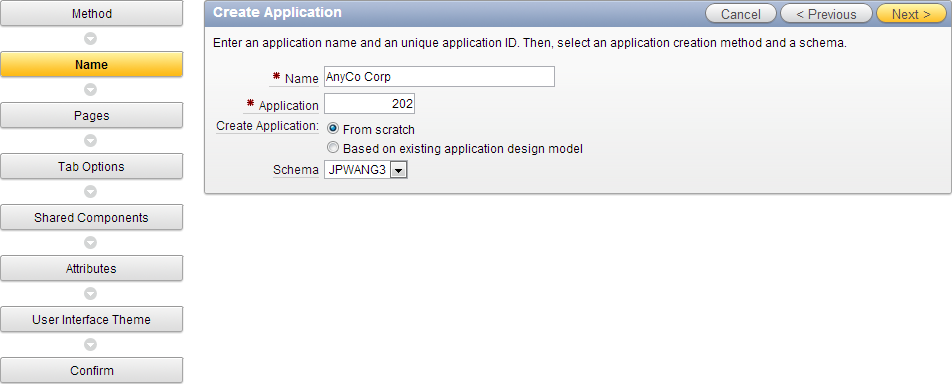 Method
Name
Pages
Tab Options
Shared Components
Attributes
User Interface Theme
Confirm
Create Application
Cancel
< Previous
Next >
Enter an application name and an unique application ID. Then, select an application creation method and a schema.
* Name AnyCo Corp
* Application 202
Create Application: From scratch
Based on existing application design model
Schema JPWANG3